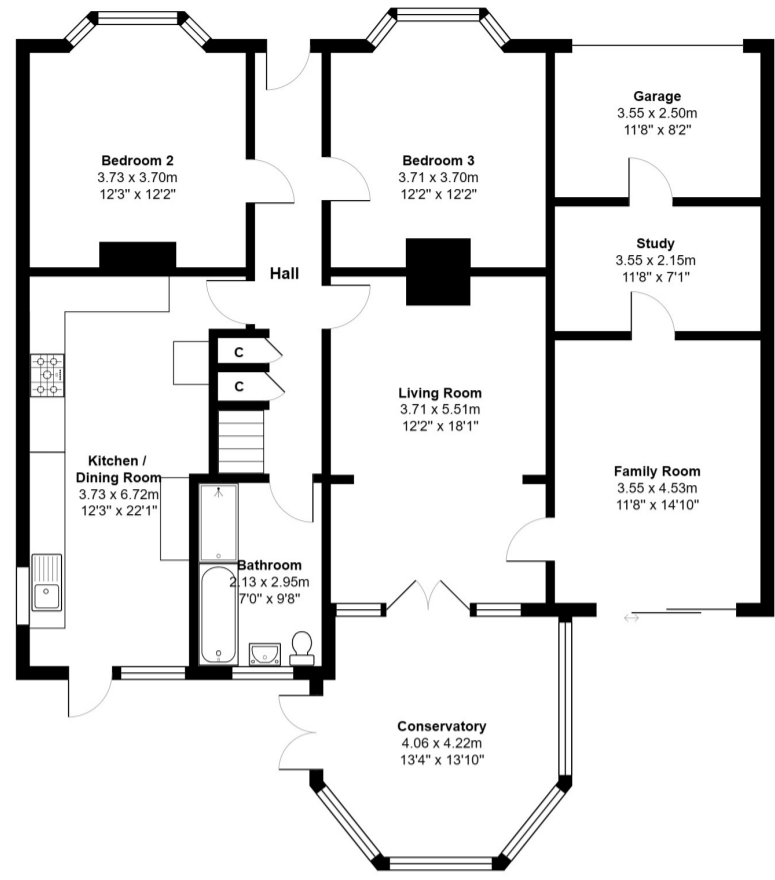 Bedroom 2
3.73 x 3.70m
12'3" x 12'2"
Bedroom 3
3.71 x 3.70m
12'2" x 12'2"
Garage
3.55 x 2.50m
11'8" x 8'2"
Study
3.55 x 2.15m
11'8" x 7'1"
Hall
C
C
Living Room
3.71 x 5.51m
12'2" x 18'1"
Kitchen /
Dining Room
3.73 x 6.72m
12'3" x 22'1"
Family Room
3.55 x 4.53m
11'8" x 14'10"
Bathroom
2.13 x 2.95m
7'0" x 9'8"
Conservatory
4.06 x 4.22m
13'4" x 13'10"